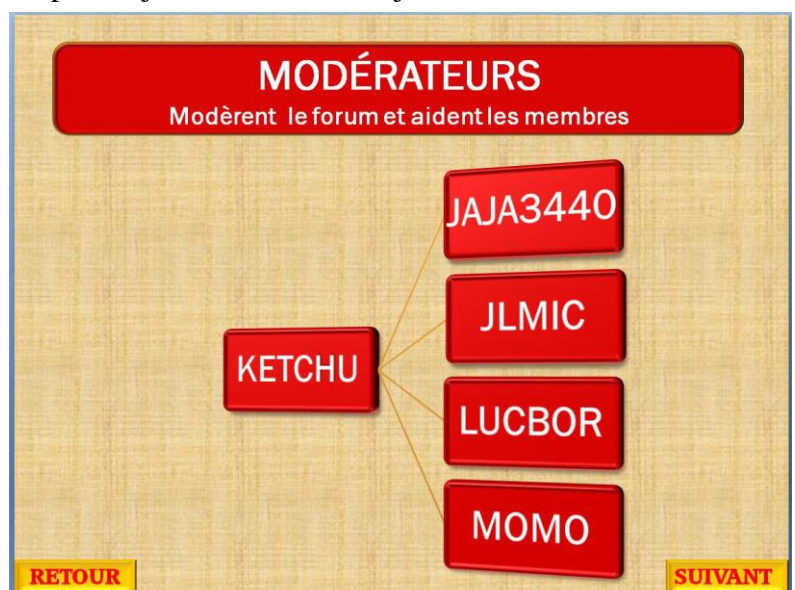 MODÉRATEURS
Modèrent le forum et aident les membres
JAJA3440
JLMIC
KETCHU
LUCBOR
MOMO
RETOUR
SUIVANT